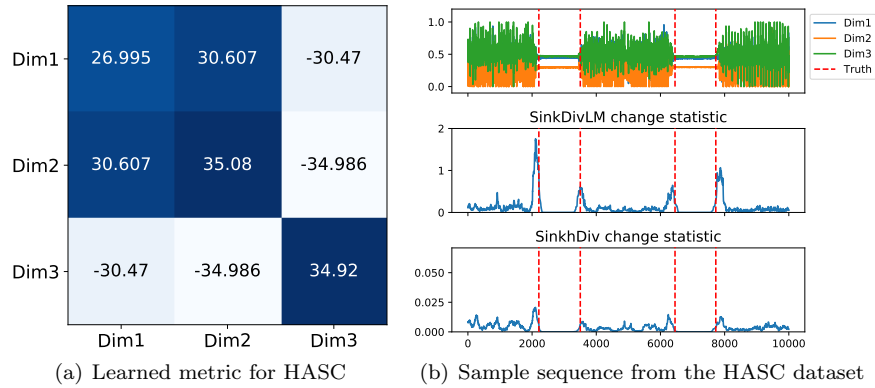 Dim1
26.995 30.607 -30.47
Dim2
30.607 35.08 -34.986
Dim3
-30.47 -34.986 34.92
Dim1 Dim2 Dim3
(a) Learned metric for HASC
1.0
0.5
0.0
Dim1
Dim2
Dim3
Truth
SinkDivLM change statistic
2
1
0
SinkhDiv change statistic
0.050
0.025
0.000
0 2000 4000 6000 8000 10000
(b) Sample sequence from the HASC dataset